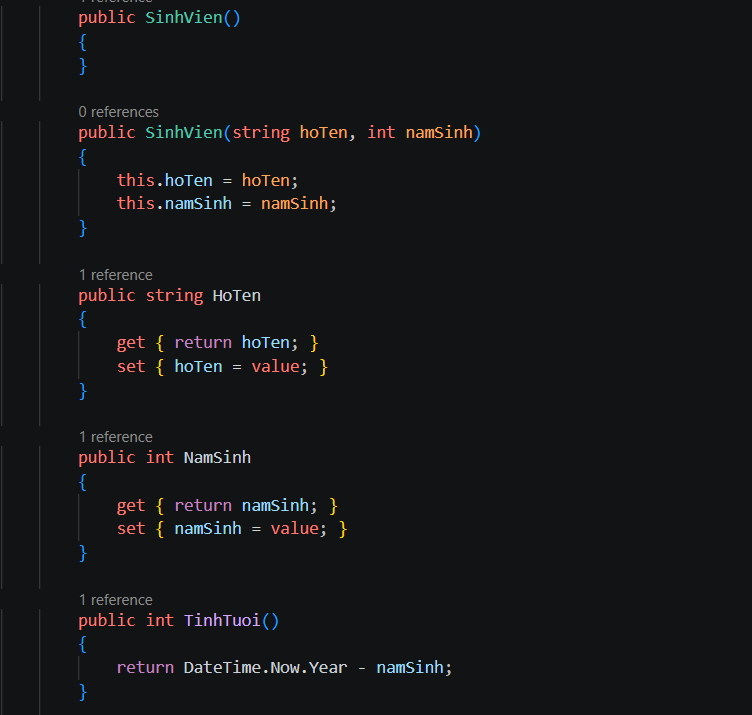 1 reference
public SinhVien()
{
}
0 references
public SinhVien(string hoTen, int namSinh)
{
this.hoTen = hoTen;
this.namSinh = namSinh;
}
1 reference
public string HoTen
{
get { return hoTen; }
set { hoTen = value; }
}
1 reference
public int NamSinh
{
get { return namSinh; }
set { namSinh = value; }
}
1 reference
public int TinhTuoi()
{
return DateTime.Now.Year - namSinh;
}